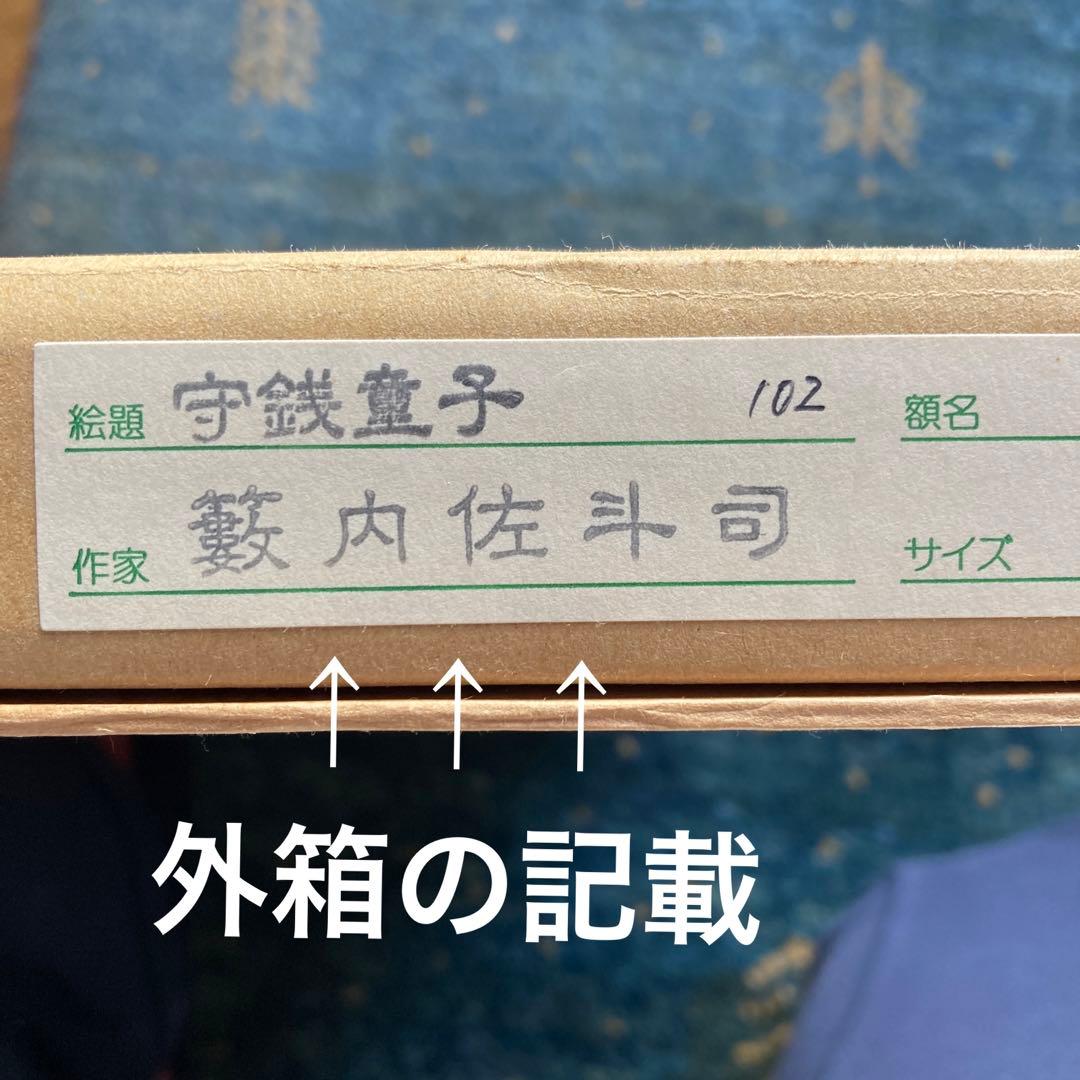 絵題 守銭童子 102 額名
作家 籔内佐斗司 サイズ
↑ ↑ ↑
外箱の記載